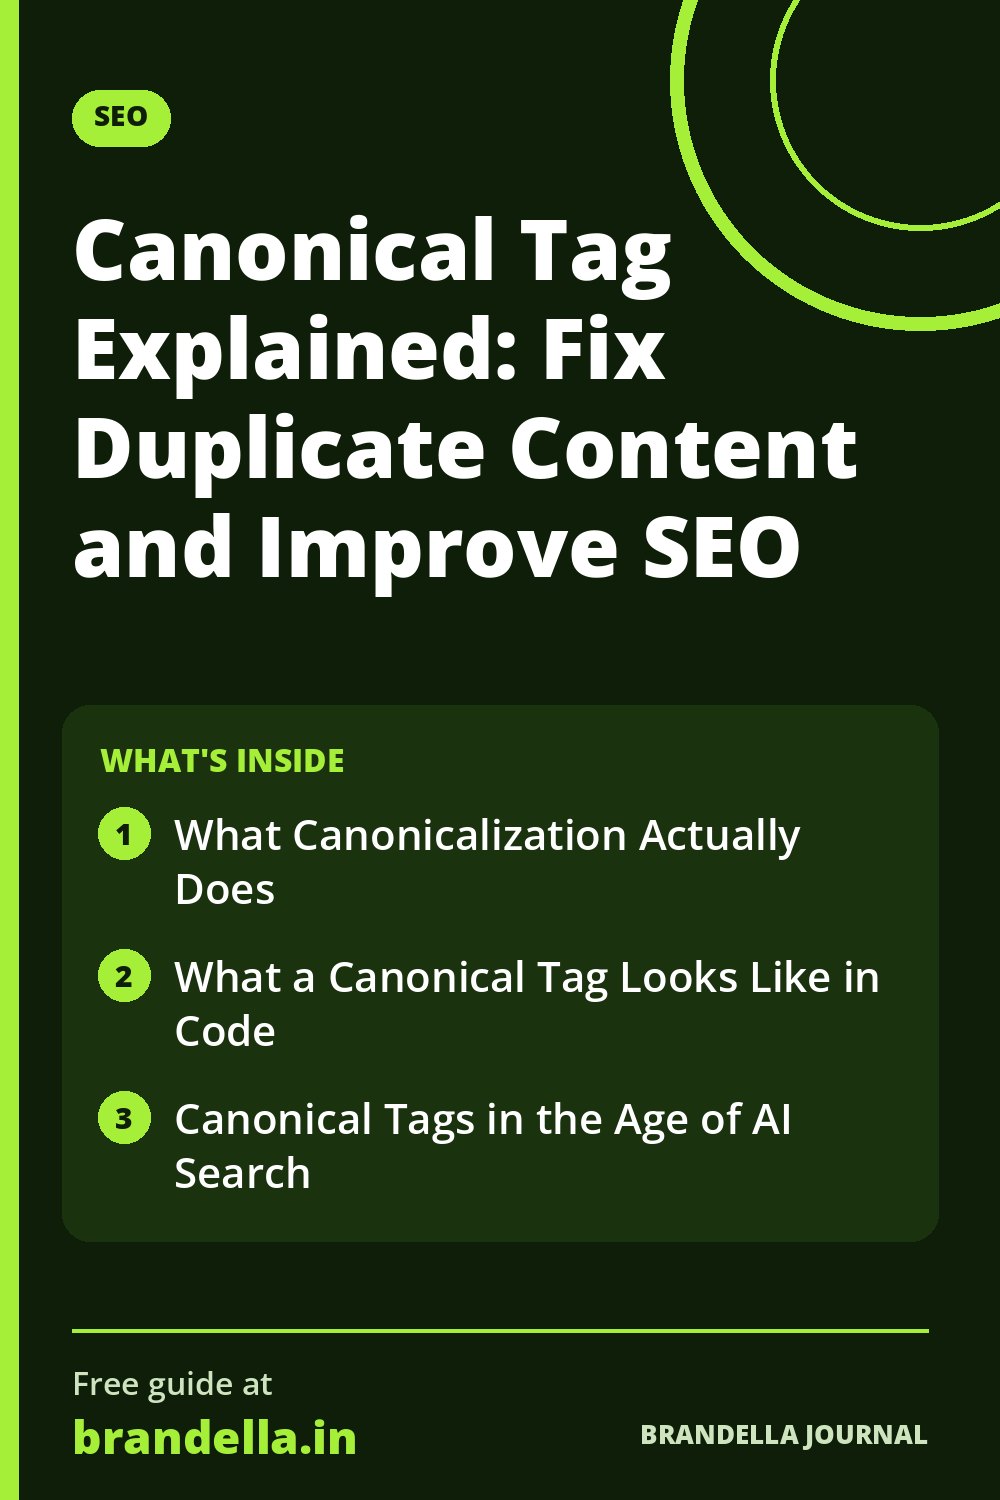 SEO
Canonical Tag
Explained: Fix
Duplicate Content
and Improve SEO
WHAT'S INSIDE
1 What Canonicalization Actually
Does
2 What a Canonical Tag Looks Like in
Code
3 Canonical Tags in the Age of AI
Search
Free guide at
brandella.in
BRANDELLA JOURNAL